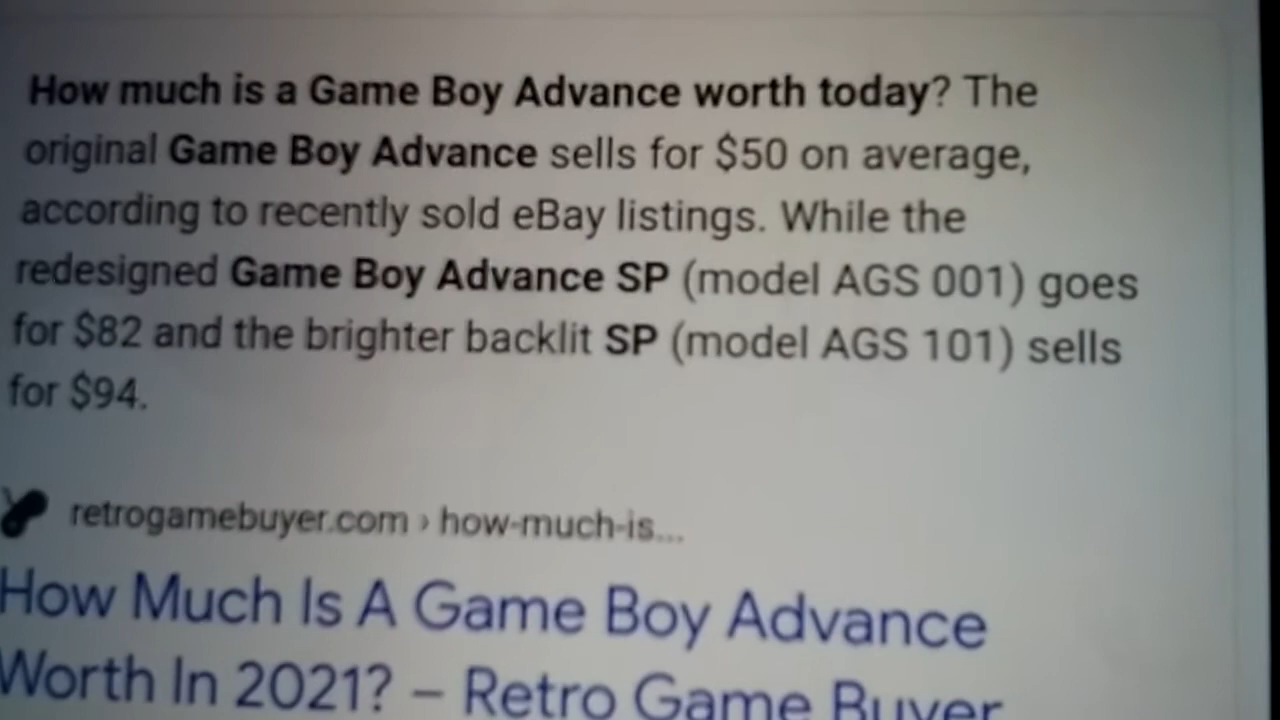 How much is a Game Boy Advance worth today? The
original Game Boy Advance sells for $50 on average,
according to recently sold eBay listings. While the
redesigned Game Boy Advance SP (model AGS 001) goes
for $82 and the brighter backlit SP (model AGS 101) sells
for $94.
retrogamebuyer.com › how-much-is...
How Much Is A Game Boy Advance
Worth In 2021? – Retro Game Buyer